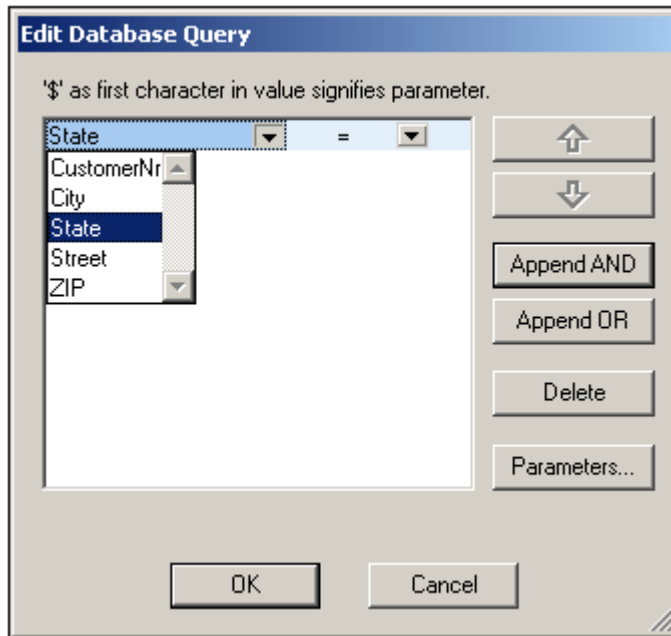 Edit Database Query
'$' as first character in value signifies parameter.
State =
CustomerNr
City
State
Street
ZIP
Append AND
Append OR
Delete
Parameters...
OK Cancel